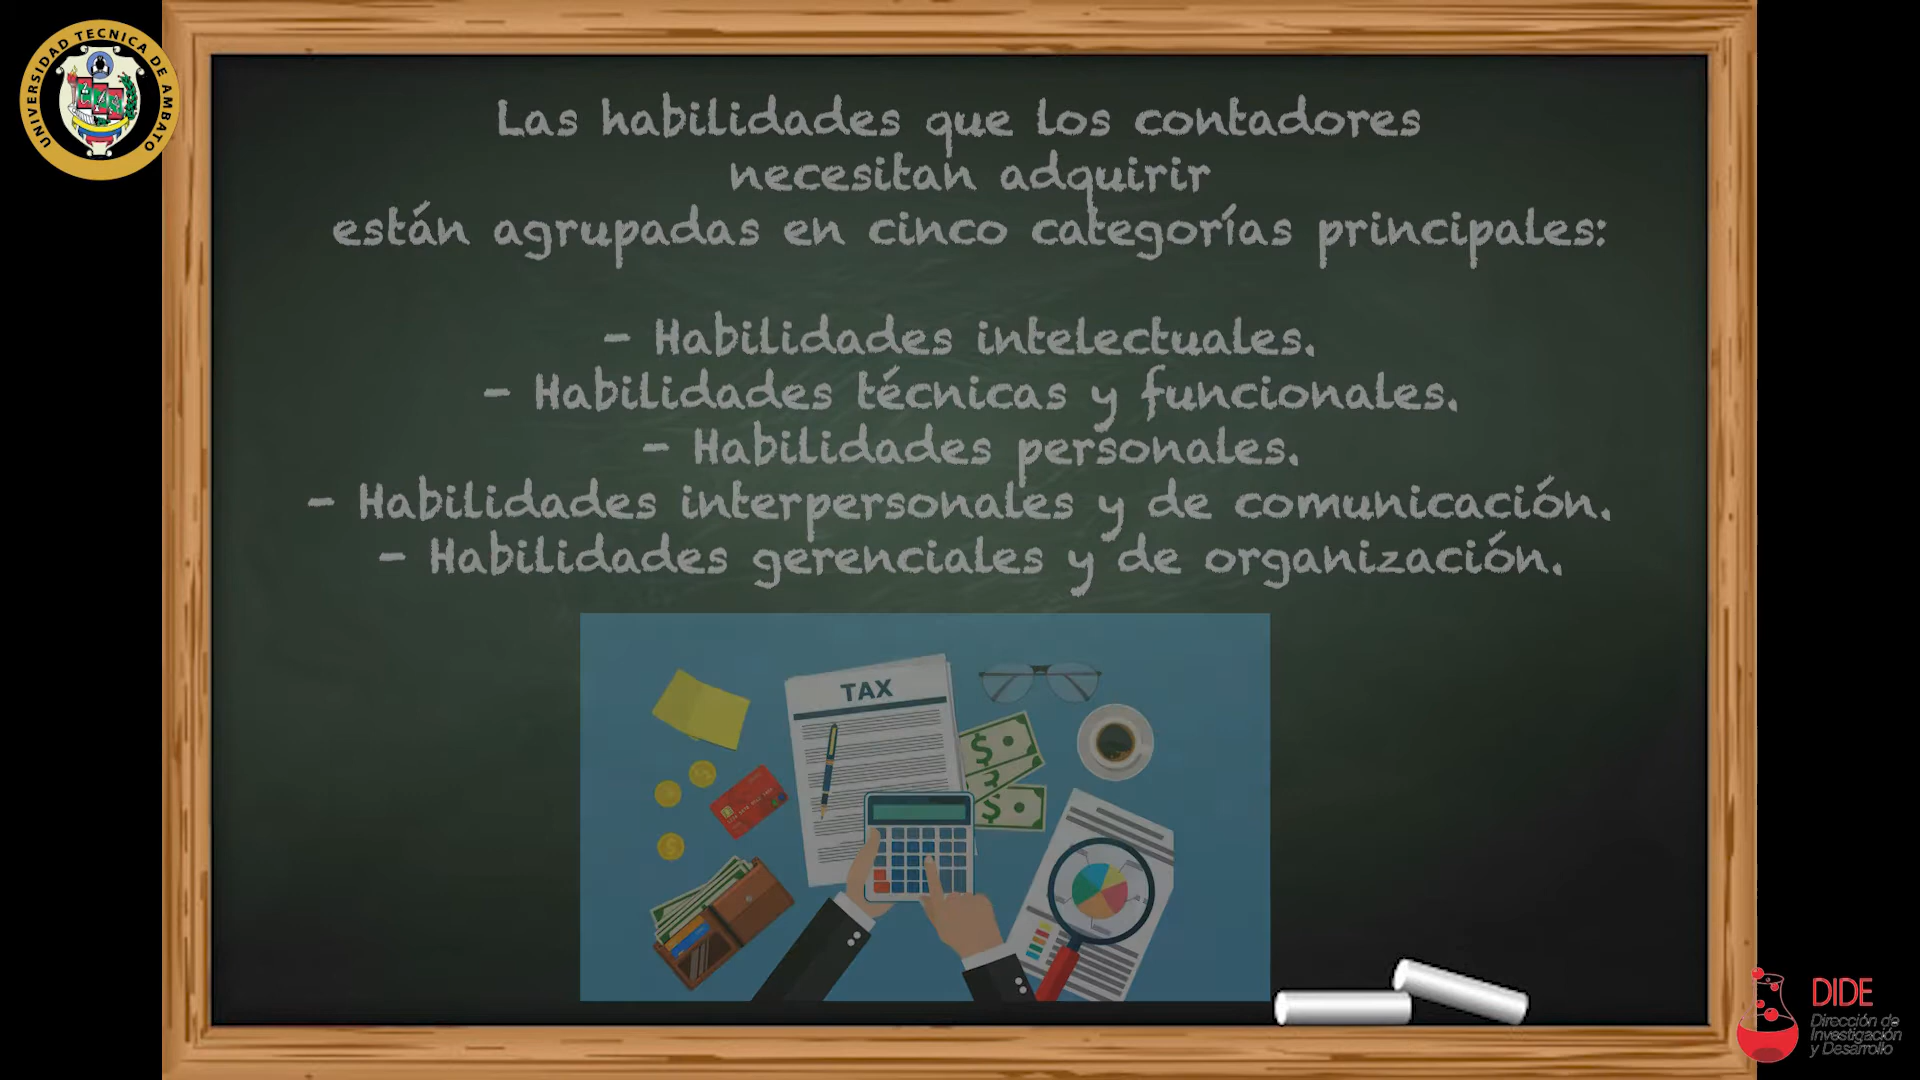 UNIVERSIDAD TECNICA DE AMBATO
Las habilidades que los contadores
necesitan adquirir
están agrupadas en cinco categorías principales:
- Habilidades intelectuales.
- Habilidades técnicas y funcionales.
- Habilidades personales.
- Habilidades interpersonales y de comunicación.
- Habilidades gerenciales y de organización.
TAX
DIDE
Dirección de
Investigación
y Desarrollo